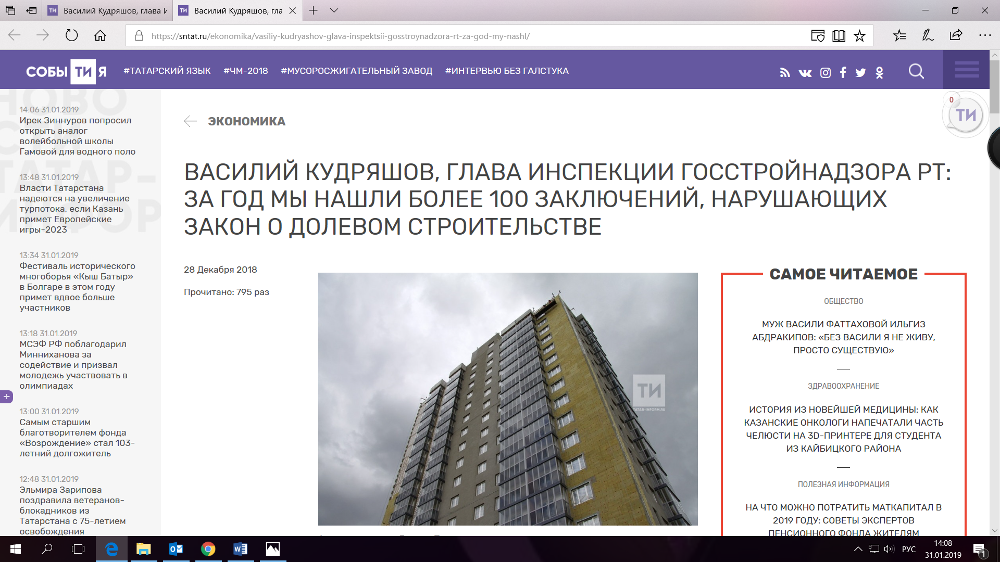 Василий Кудряшов, глава И
Василий Кудряшов, гла
https://sntat.ru/ekonomika/vasiliy-kudryashov-glava-inspektsii-gosstroynadzora-rt-za-god-my-nashl/
СОБЫТИЯ
#ТАТАРСКИЙ ЯЗЫК #ЧМ-2018 #МУСОРОСЖИГАТЕЛЬНЫЙ ЗАВОД #ИНТЕРВЬЮ БЕЗ ГАЛСТУКА
НОВО
СТИ
ТАТАР-
ИНФОР
14:06 31.01.2019
Ирек Зиннуров попросил
открыть аналог
волейбольной школы
Гамовой для водного поло
13:48 31.01.2019
Власти Татарстана
надеются на увеличение
турпотока, если Казань
примет Европейские
игры-2023
13:34 31.01.2019
Фестиваль исторического
многоборья «Кыш Батыр»
в Болгаре в этом году
примет вдвое больше
участников
13:18 31.01.2019
МСЭФ РФ поблагодарил
Минниханова за
содействие и призвал
молодежь участвовать в
олимпиадах
13:00 31.01.2019
Самым старшим
благотворителем фонда
«Возрождение» стал 103-
летний долгожитель
12:48 31.01.2019
Эльмира Зарипова
поздравила ветеранов-
блокадников из
Татарстана с 75-летием
освобождения
ЭКОНОМИКА
0
ТИ
ВАСИЛИЙ КУДРЯШОВ, ГЛАВА ИНСПЕКЦИИ ГОССТРОЙНАДЗОРА РТ:
ЗА ГОД МЫ НАШЛИ БОЛЕЕ 100 ЗАКЛЮЧЕНИЙ, НАРУШАЮЩИХ
ЗАКОН О ДОЛЕВОМ СТРОИТЕЛЬСТВЕ
28 Декабря 2018
Прочитано: 795 раз
ТИ
TATAR-INFORM.RU
САМОЕ ЧИТАЕМОЕ
ОБЩЕСТВО
МУЖ ВАСИЛИ ФАТТАХОВОЙ ИЛЬГИЗ
АБДРАКИПОВ: «БЕЗ ВАСИЛИ Я НЕ ЖИВУ,
ПРОСТО СУЩЕСТВУЮ»
ЗДРАВООХРАНЕНИЕ
ИСТОРИЯ ИЗ НОВЕЙШЕЙ МЕДИЦИНЫ: КАК
КАЗАНСКИЕ ОНКОЛОГИ НАПЕЧАТАЛИ ЧАСТЬ
ЧЕЛЮСТИ НА 3D-ПРИНТЕРЕ ДЛЯ СТУДЕНТА
ИЗ КАЙБИЦКОГО РАЙОНА
ПОЛЕЗНАЯ ИНФОРМАЦИЯ
НА ЧТО МОЖНО ПОТРАТИТЬ МАТКАПИТАЛ В
2019 ГОДУ: СОВЕТЫ ЭКСПЕРТОВ
ПЕНСИОННОГО ФОНДА ЖИТЕЛЯМ
РУС
14:08
31.01.2019
1